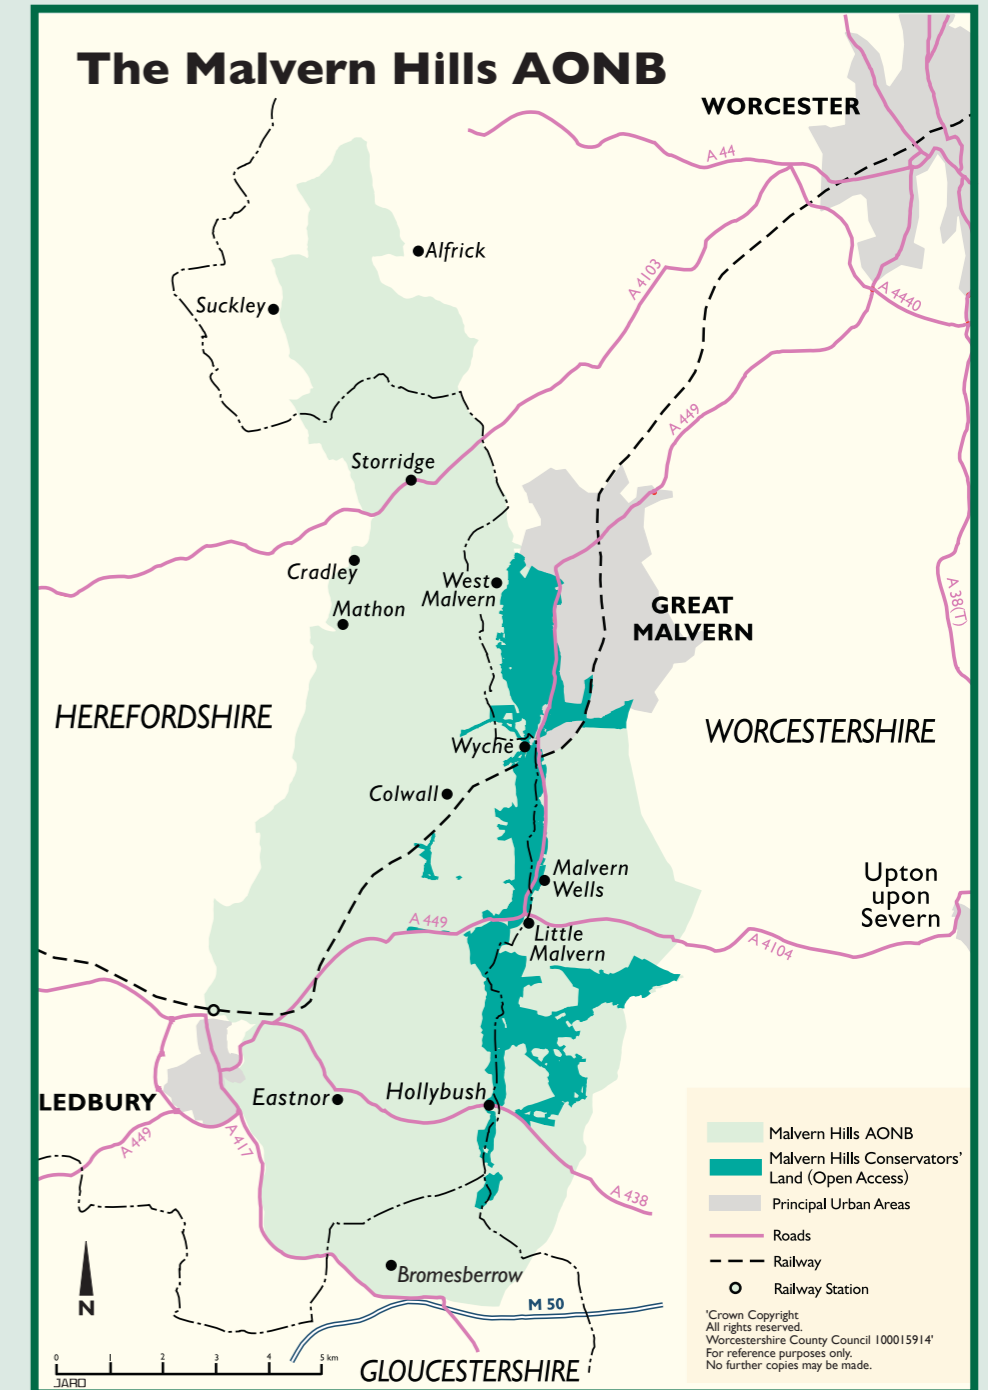 The Malvern Hills AONB
WORCESTER
A 44
Alfrick
A 4103
Suckley
A 4440
A 449
Storridge
Cradley
West
Malvern
Mathon
GREAT
MALVERN
A 38(T)
HEREFORDSHIRE
WORCESTERSHIRE
Wyche
Colwall
Malvern
Wells
Upton
upon
Severn
A 449
Little
Malvern
A 4104
LEDBURY
Eastnor
Hollybush
A 449
A 417
A 438
Bromesberrow
M 50
GLOUCESTERSHIRE
N
0 1 2 3 4 5 km
JARO
Malvern Hills AONB
Malvern Hills Conservators'
Land (Open Access)
Principal Urban Areas
Roads
Railway
Railway Station
'Crown Copyright
All rights reserved.
Worcestershire County Council 100015914'
For reference purposes only.
No further copies may be made.